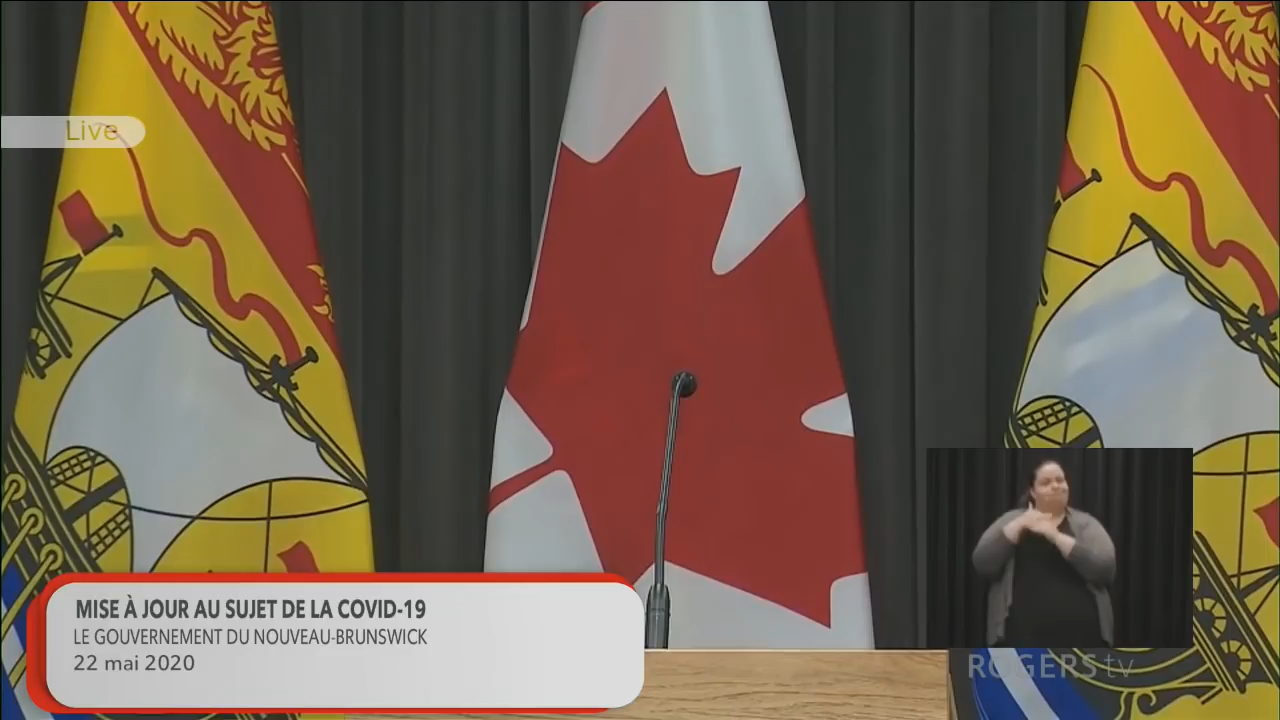 Live
MISE À JOUR AU SUJET DE LA COVID-19
LE GOUVERNEMENT DU NOUVEAU-BRUNSWICK
22 mai 2020
ROGERS tv